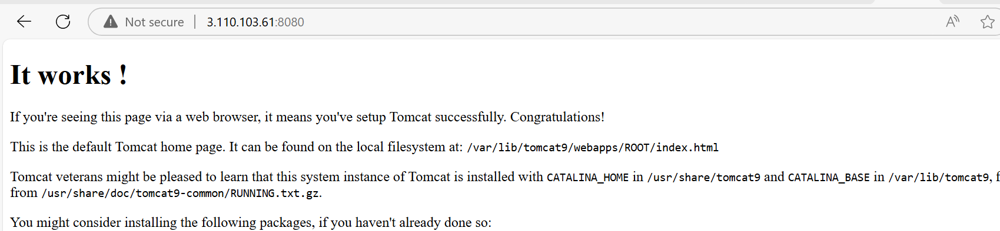 Not secure | 3.110.103.61:8080
It works !
If you're seeing this page via a web browser, it means you've setup Tomcat successfully. Congratulations!
This is the default Tomcat home page. It can be found on the local filesystem at: /var/lib/tomcat9/webapps/ROOT/index.html
Tomcat veterans might be pleased to learn that this system instance of Tomcat is installed with CATALINA_HOME in /usr/share/tomcat9 and CATALINA_BASE in /var/lib/tomcat9,
from /usr/share/doc/tomcat9-common/RUNNING.txt.gz.
You might consider installing the following packages, if you haven't already done so: